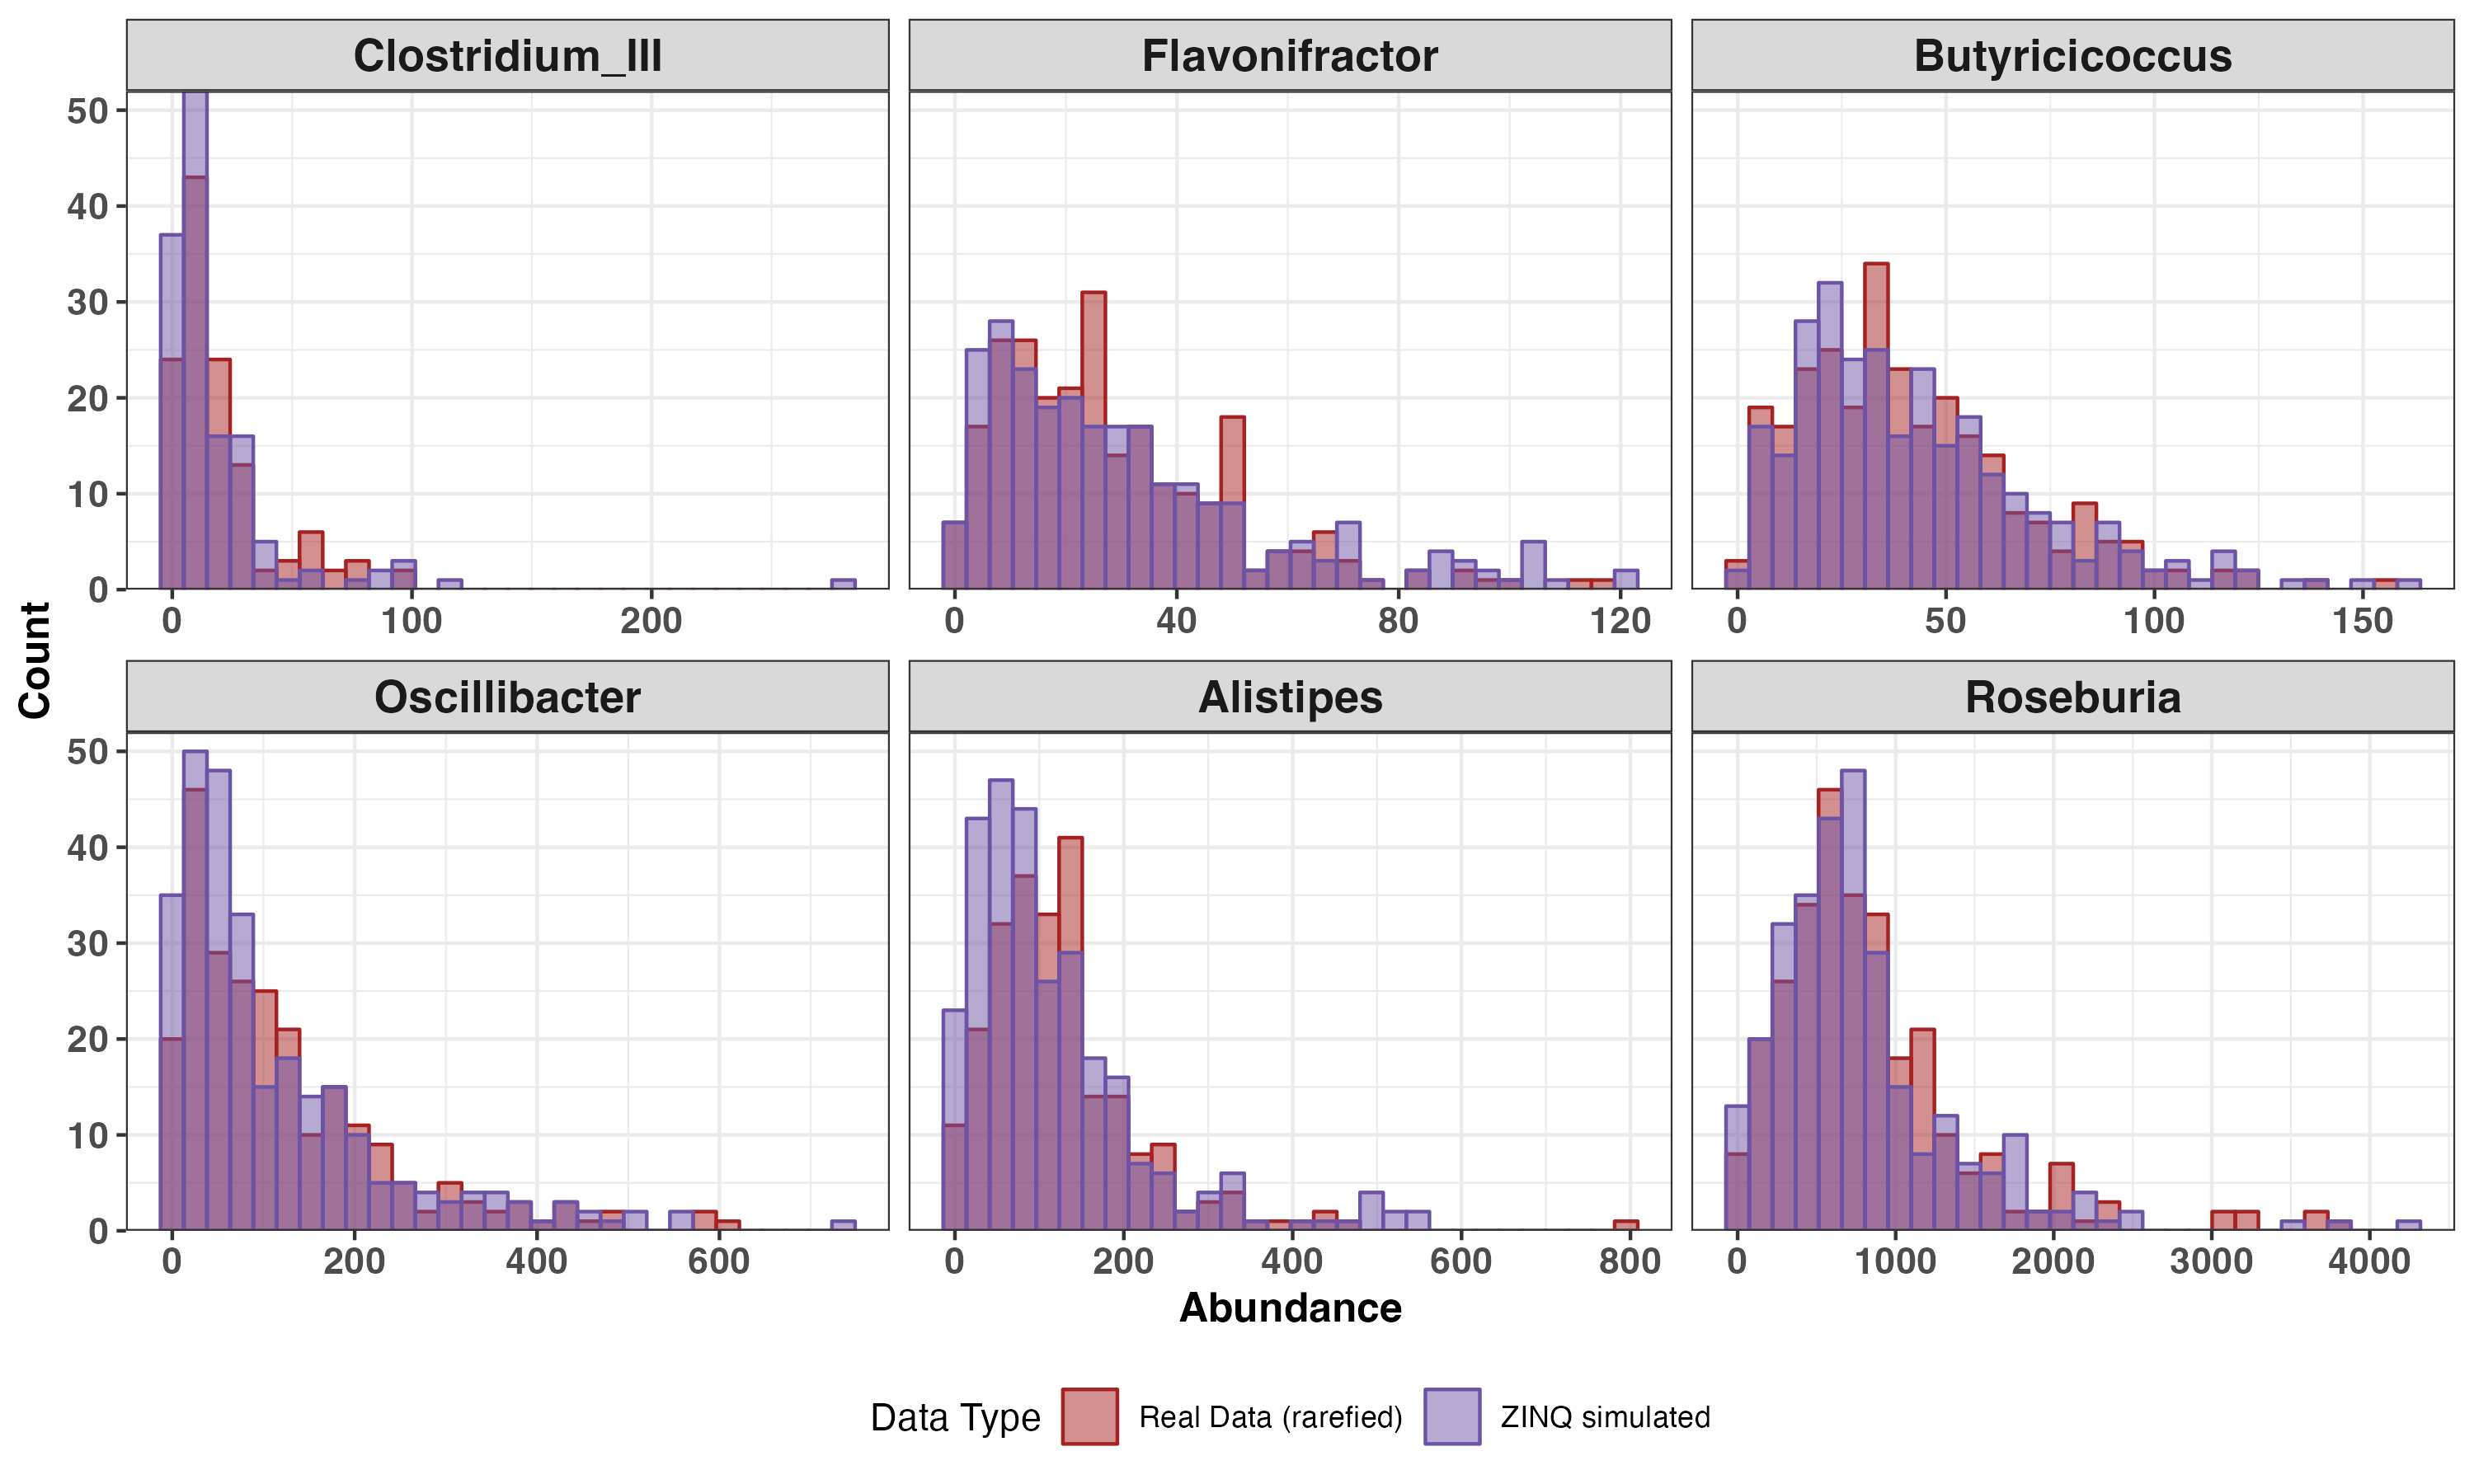 Clostridium_III
Flavonifractor
Butyricicoccus
50
40
30
20
10
0
0 100 200
0 40 80 120
0 50 100 150
Count
Oscillibacter
Alistipes
Roseburia
50
40
30
20
10
0
0 200 400 600
0 200 400 600 800
0 1000 2000 3000 4000
Abundance
Data Type Real Data (rarefied) ZINQ simulated